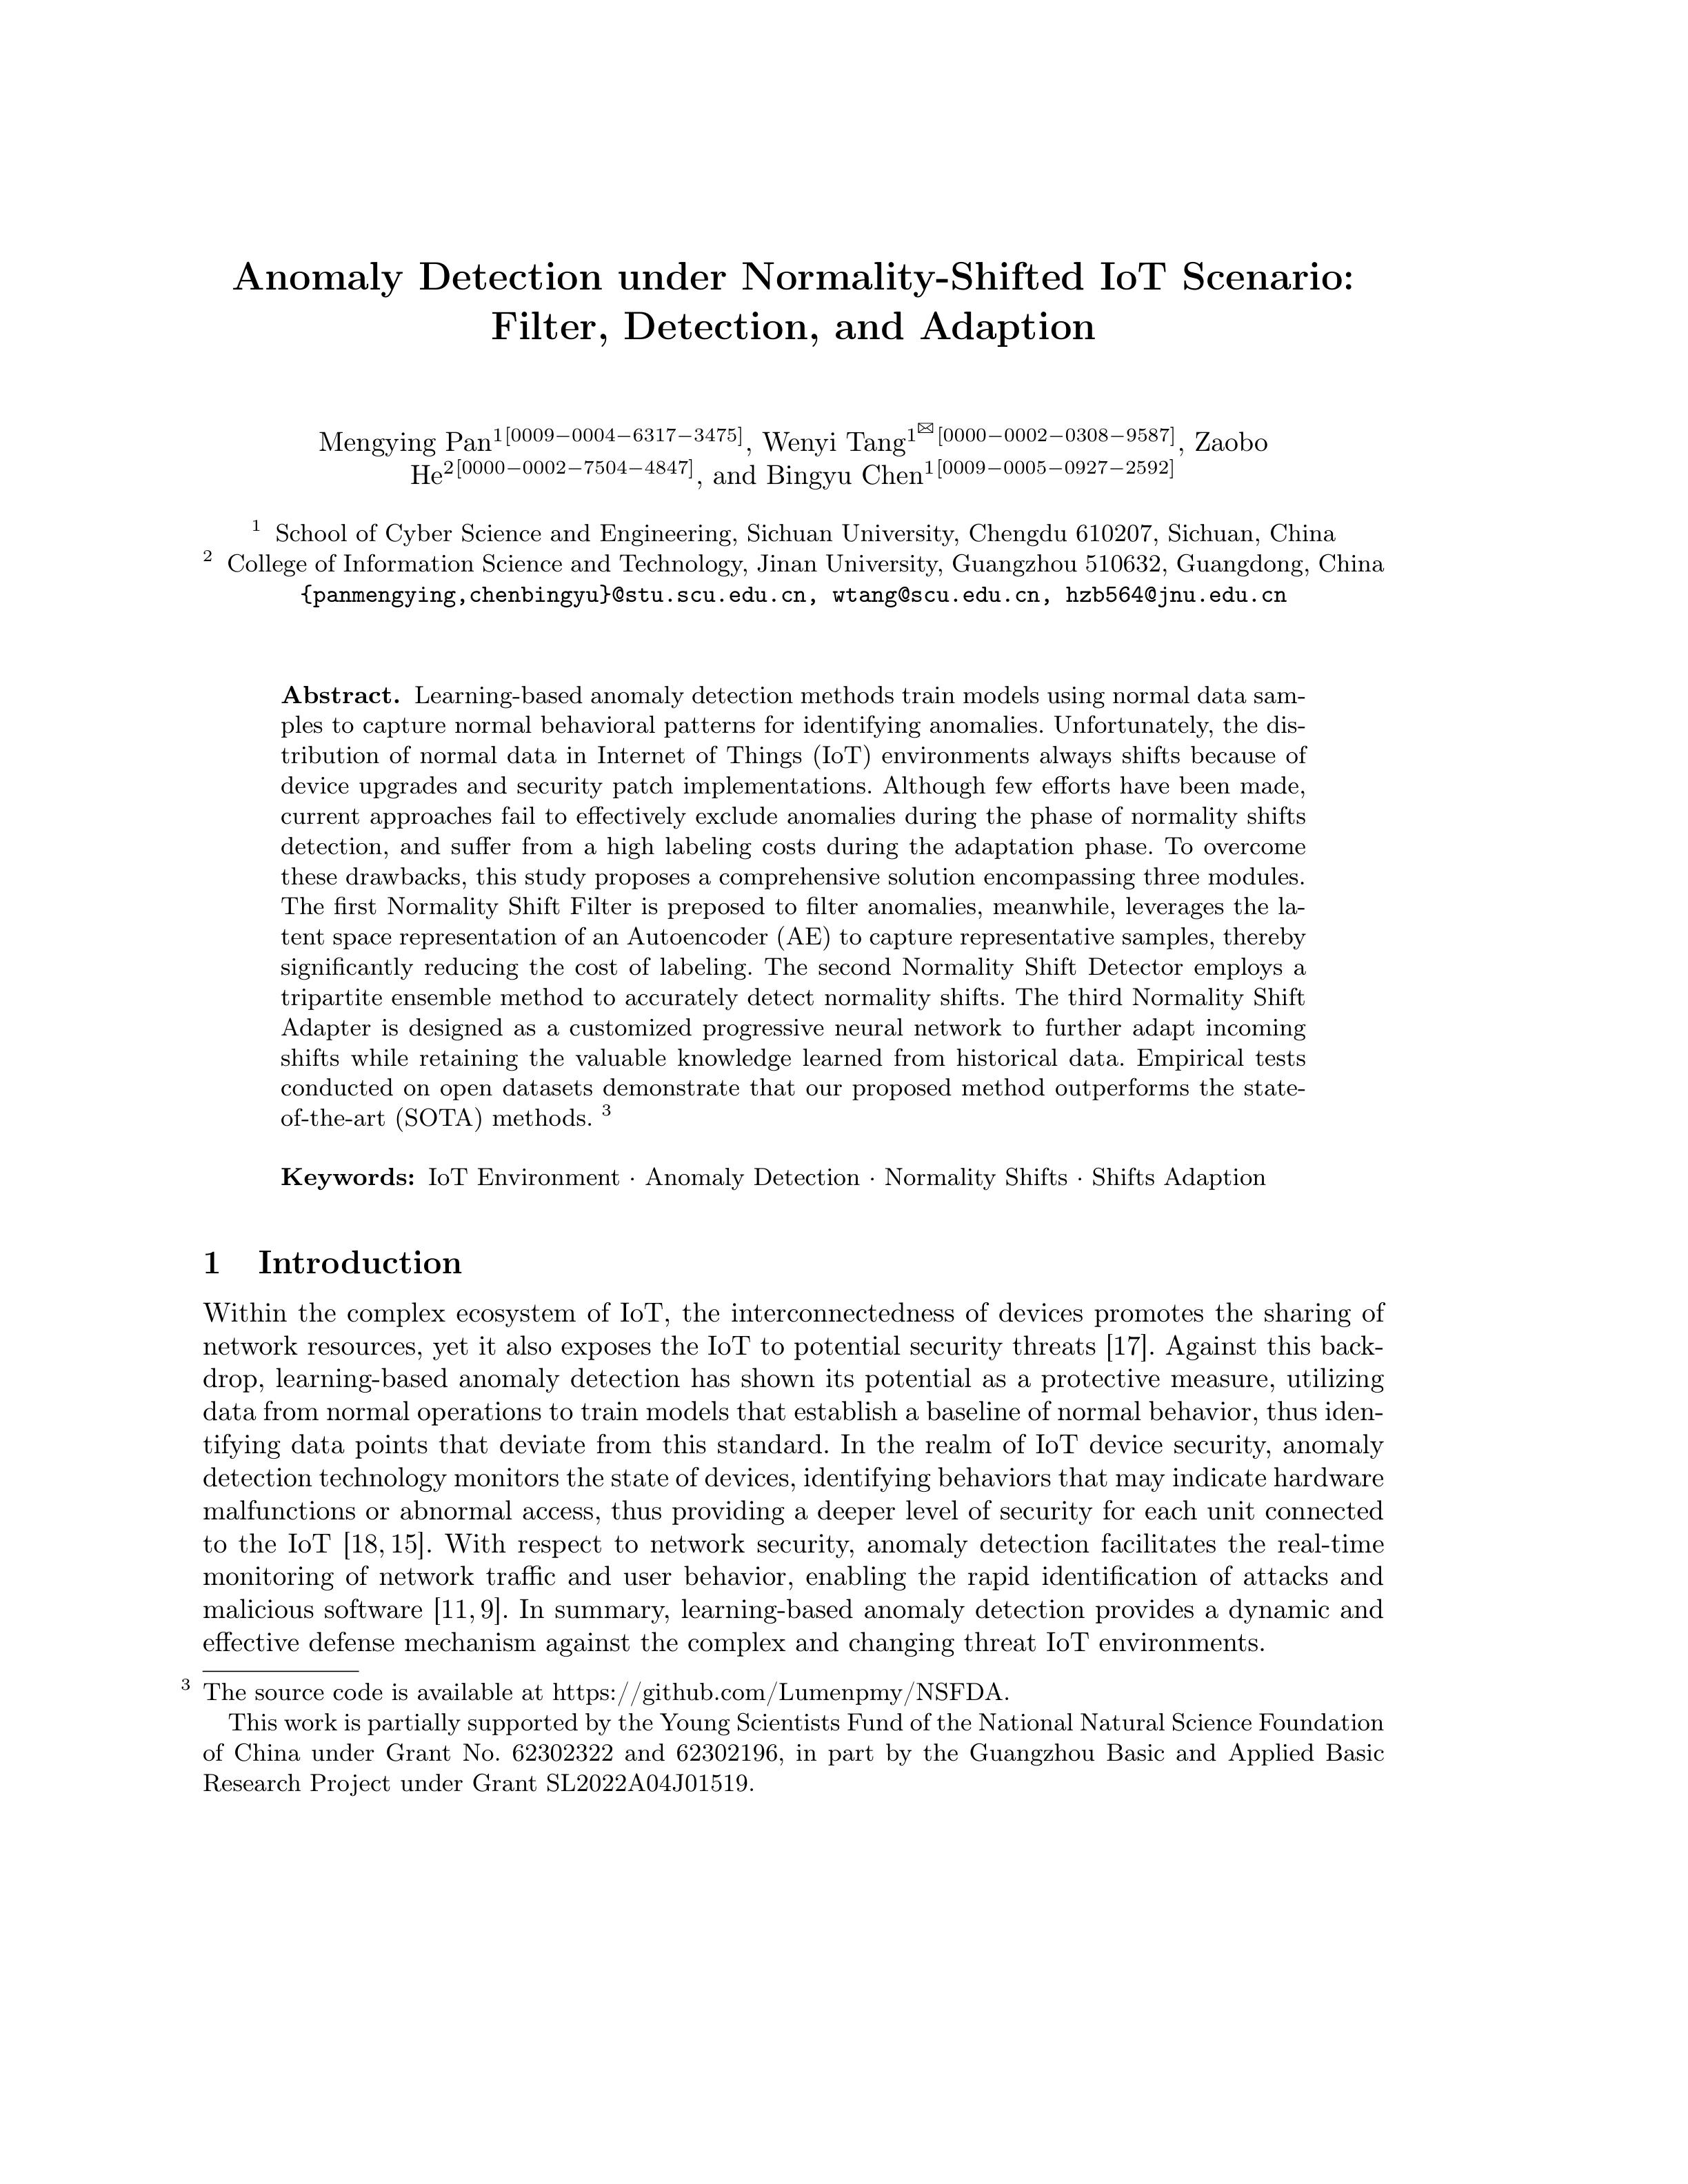 Anomaly Detection under Normality-Shifted IoT Scenario:
Filter, Detection, and Adaption
Mengying Pan1[0009−0004−6317−3475], Wenyi Tang1✉[0000−0002−0308−9587], Zaobo
He2[0000−0002−7504−4847], and Bingyu Chen1[0009−0005−0927−2592]
1 School of Cyber Science and Engineering, Sichuan University, Chengdu 610207, Sichuan, China
2 College of Information Science and Technology, Jinan University, Guangzhou 510632, Guangdong, China
{panmengying,chenbingyu}@stu.scu.edu.cn, wtang@scu.edu.cn, hzb564@jnu.edu.cn
Abstract. Learning-based anomaly detection methods train models using normal data sam-
ples to capture normal behavioral patterns for identifying anomalies. Unfortunately, the dis-
tribution of normal data in Internet of Things (IoT) environments always shifts because of
device upgrades and security patch implementations. Although few efforts have been made,
current approaches fail to effectively exclude anomalies during the phase of normality shifts
detection, and suffer from a high labeling costs during the adaptation phase. To overcome
these drawbacks, this study proposes a comprehensive solution encompassing three modules.
The first Normality Shift Filter is preposed to filter anomalies, meanwhile, leverages the la-
tent space representation of an Autoencoder (AE) to capture representative samples, thereby
significantly reducing the cost of labeling. The second Normality Shift Detector employs a
tripartite ensemble method to accurately detect normality shifts. The third Normality Shift
Adapter is designed as a customized progressive neural network to further adapt incoming
shifts while retaining the valuable knowledge learned from historical data. Empirical tests
conducted on open datasets demonstrate that our proposed method outperforms the state-
of-the-art (SOTA) methods. 3
Keywords: IoT Environment · Anomaly Detection · Normality Shifts · Shifts Adaption
1 Introduction
Within the complex ecosystem of IoT, the interconnectedness of devices promotes the sharing of
network resources, yet it also exposes the IoT to potential security threats [17]. Against this back-
drop, learning-based anomaly detection has shown its potential as a protective measure, utilizing
data from normal operations to train models that establish a baseline of normal behavior, thus iden-
tifying data points that deviate from this standard. In the realm of IoT device security, anomaly
detection technology monitors the state of devices, identifying behaviors that may indicate hardware
malfunctions or abnormal access, thus providing a deeper level of security for each unit connected
to the IoT [18, 15]. With respect to network security, anomaly detection facilitates the real-time
monitoring of network traffic and user behavior, enabling the rapid identification of attacks and
malicious software [11, 9]. In summary, learning-based anomaly detection provides a dynamic and
effective defense mechanism against the complex and changing threat IoT environments.
3 The source code is available at https://github.com/Lumenpmy/NSFDA.
This work is partially supported by the Young Scientists Fund of the National Natural Science Foundation
of China under Grant No. 62302322 and 62302196, in part by the Guangzhou Basic and Applied Basic
Research Project under Grant SL2022A04J01519.